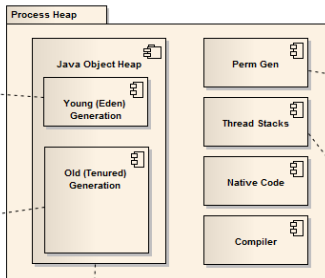 Process Heap
Java Object Heap
Young (Eden)
Generation
Old (Tenured)
Generation
Perm Gen
Thread Stacks
Native Code
Compiler